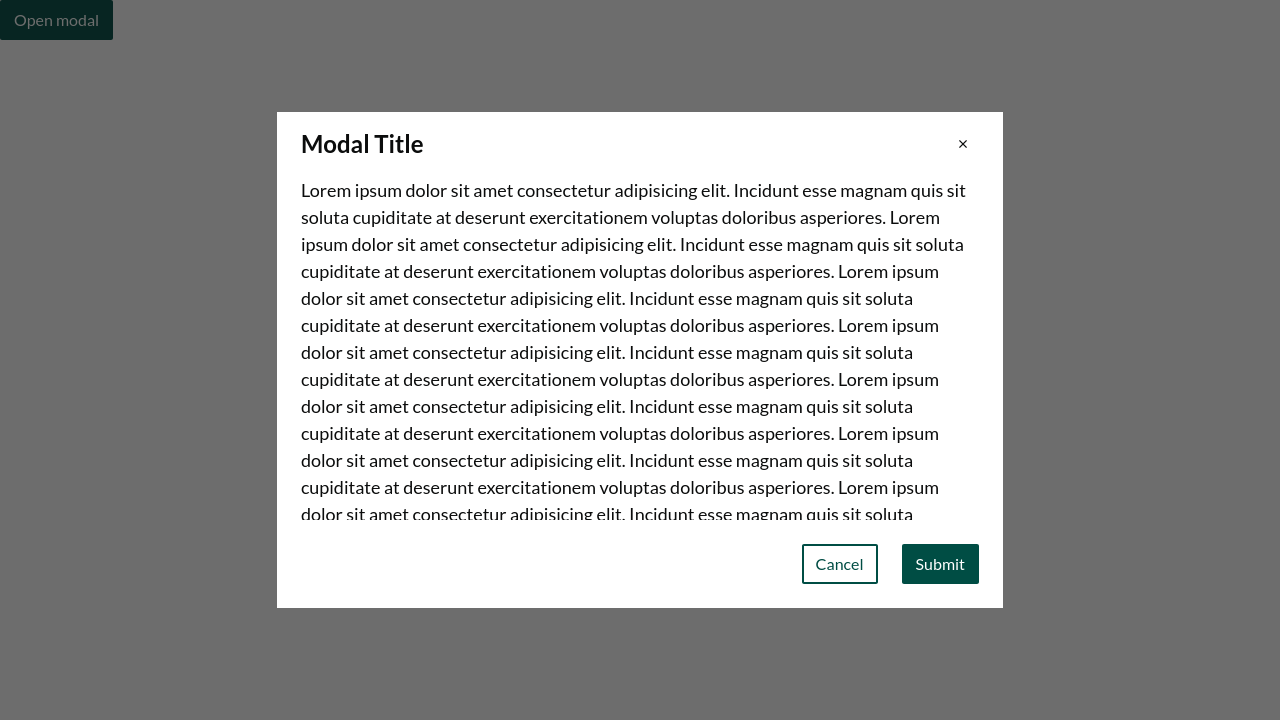 Open modal
Modal Title
×
Lorem ipsum dolor sit amet consectetur adipisicing elit. Incidunt esse magnam quis sit
soluta cupiditate at deserunt exercitationem voluptas doloribus asperiores. Lorem
ipsum dolor sit amet consectetur adipisicing elit. Incidunt esse magnam quis sit soluta
cupiditate at deserunt exercitationem voluptas doloribus asperiores. Lorem ipsum
dolor sit amet consectetur adipisicing elit. Incidunt esse magnam quis sit soluta
cupiditate at deserunt exercitationem voluptas doloribus asperiores. Lorem ipsum
dolor sit amet consectetur adipisicing elit. Incidunt esse magnam quis sit soluta
cupiditate at deserunt exercitationem voluptas doloribus asperiores. Lorem ipsum
dolor sit amet consectetur adipisicing elit. Incidunt esse magnam quis sit soluta
cupiditate at deserunt exercitationem voluptas doloribus asperiores. Lorem ipsum
dolor sit amet consectetur adipisicing elit. Incidunt esse magnam quis sit soluta
cupiditate at deserunt exercitationem voluptas doloribus asperiores. Lorem ipsum
dolor sit amet consectetur adipisicing elit. Incidunt esse magnam quis sit soluta
Cancel
Submit